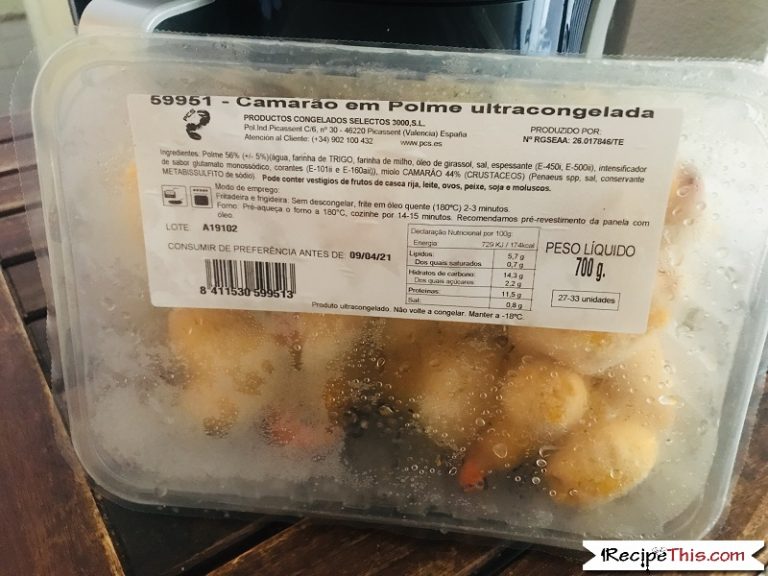 59951 - Camarão em Polme ultracongelada
PCS
PRODUCTOS CONGELADOS SELECTOS 3000,S.L.
Pol.Ind.Picassent C/6, nº 30 - 46220 Picassent (Valencia) España
Atención al Cliente: (+34) 902 100 432 www.pcs.es
PRODUZIDO POR:
Nº RGSEAA: 26.017846/TE
Ingredientes: Polme 56% (+/- 5%)(água, farinha de TRIGO, farinha de milho, óleo de girassol, sal, espessante (E-450i, E-500ii), intensificador
de sabor glutamato monossódico, corantes (E-101ii e E-160aii)), miolo CAMARÃO 44% (CRUSTACEOS) (Penaeus spp, sal, conservante
METABISSULFITO de sódio). Pode conter vestigios de frutos de casca rija, leite, ovos, peixe, soja e moluscos.
Modo de emprego:
Fritadeira e frigideira. Sem descongelar, frite em óleo quente (180ºC) 2-3 minutos.
Forno. Pré-aqueça o forno a 180°C, cozinhe por 14-15 minutos. Recomendamos pré-revestimento da panela com
óleo.
LOTE: A19102
CONSUMIR DE PREFERÊNCIA ANTES DE: 09/04/21
8 411530 599513
Declaração Nutricional por 100g:
Energio 729 KJ / 174kcal
Lípidos: 5,7 g
Dos quais saturados 0,7 g
Hidratos de carbono: 14,3 g
Dos quais açúcares 2,2 g
Proteínas: 11,5 g
Sal: 0,8 g
PESO LÍQUIDO
700 g.
27-33 unidades
Produto ultracongelado. Não volte a congelar. Manter a -18ºC.
1RecipeThis.com